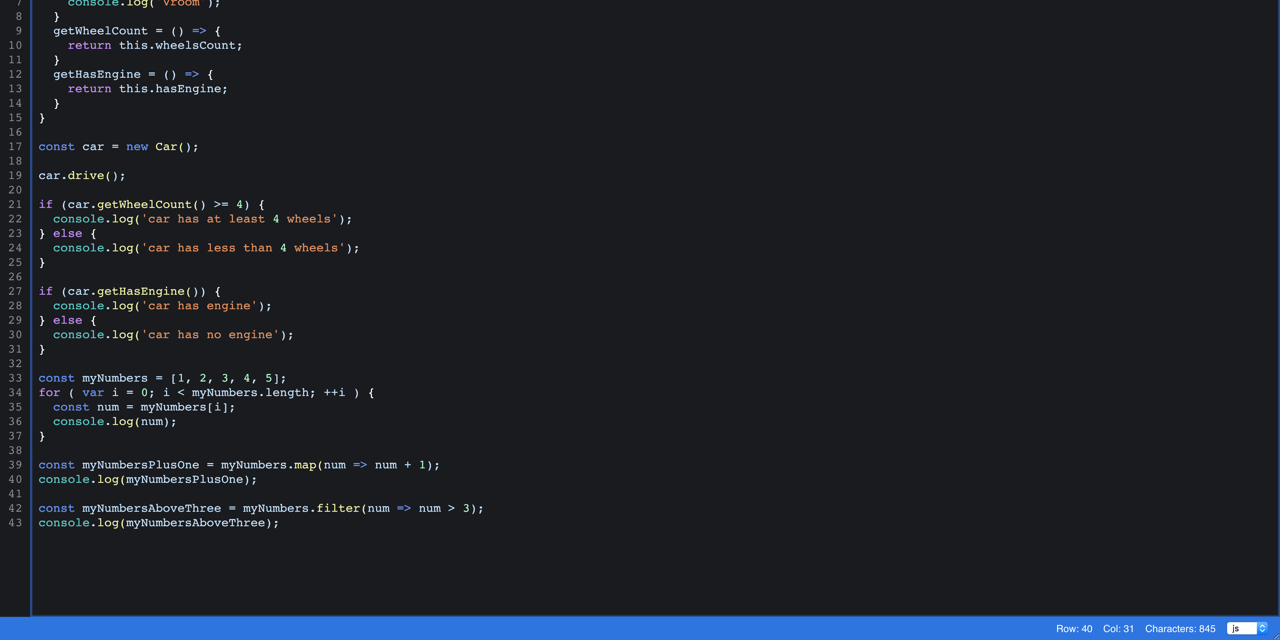 7 console.log('vroom');
8 }
9 getWheelCount = () => {
10 return this.wheelsCount;
11 }
12 getHasEngine = () => {
13 return this.hasEngine;
14 }
15 }
16
17 const car = new Car();
18
19 car.drive();
20
21 if (car.getWheelCount() >= 4) {
22 console.log('car has at least 4 wheels');
23 } else {
24 console.log('car has less than 4 wheels');
25 }
26
27 if (car.getHasEngine()) {
28 console.log('car has engine');
29 } else {
30 console.log('car has no engine');
31 }
32
33 const myNumbers = [1, 2, 3, 4, 5];
34 for ( var i = 0; i < myNumbers.length; ++i ) {
35 const num = myNumbers[i];
36 console.log(num);
37 }
38
39 const myNumbersPlusOne = myNumbers.map(num => num + 1);
40 console.log(myNumbersPlusOne);
41
42 const myNumbersAboveThree = myNumbers.filter(num => num > 3);
43 console.log(myNumbersAboveThree);
Row: 40 Col: 31 Characters: 845 js